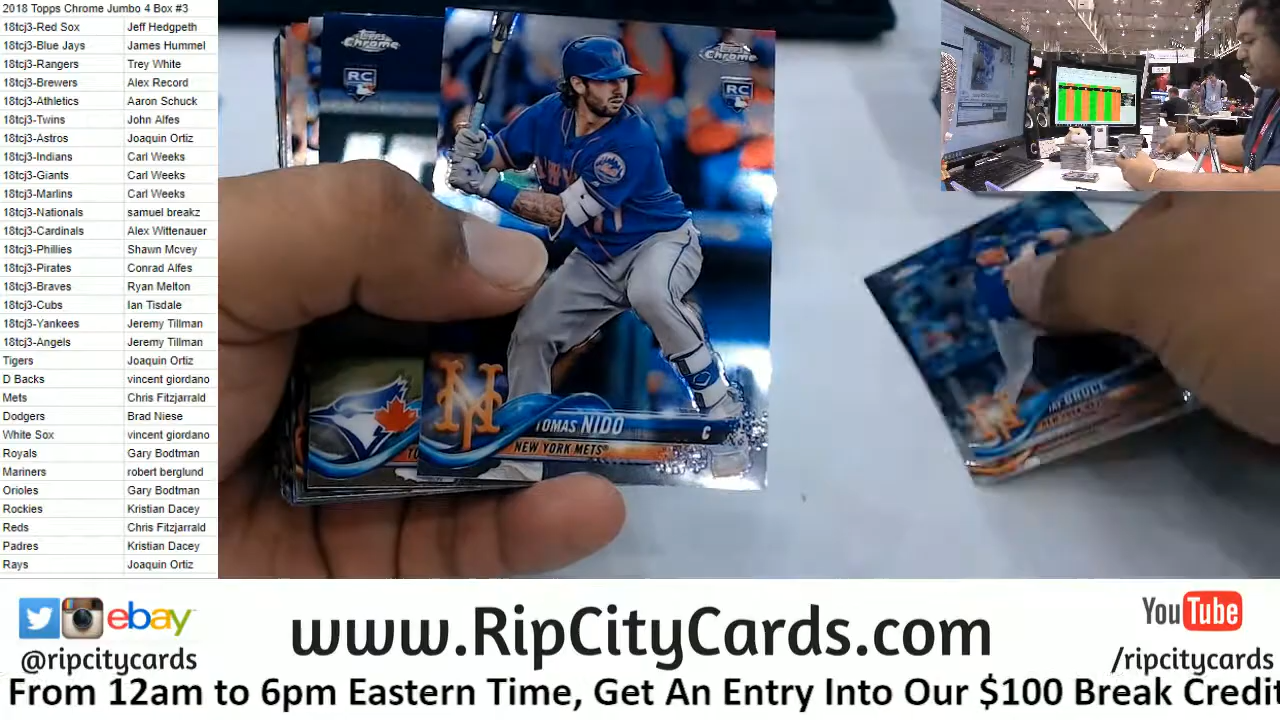 2018 Topps Chrome Jumbo 4 Box #3
18tcj3-Red Sox Jeff Hedgpeth
18tcj3-Blue Jays James Hummel
18tcj3-Rangers Trey White
18tcj3-Brewers Alex Record
18tcj3-Athletics Aaron Schuck
18tcj3-Twins John Alfes
18tcj3-Astros Joaquin Ortiz
18tcj3-Indians Carl Weeks
18tcj3-Giants Carl Weeks
18tcj3-Marlins Carl Weeks
18tcj3-Nationals samuel breakz
18tcj3-Cardinals Alex Wittenauer
18tcj3-Phillies Shawn Mcvey
18tcj3-Pirates Conrad Alfes
18tcj3-Braves Ryan Melton
18tcj3-Cubs Ian Tisdale
18tcj3-Yankees Jeremy Tillman
18tcj3-Angels Jeremy Tillman
Tigers Joaquin Ortiz
D Backs vincent giordano
Mets Chris Fitzjarrald
Dodgers Brad Niese
White Sox vincent giordano
Royals Gary Bodtman
Mariners robert berglund
Orioles Gary Bodtman
Rockies Kristian Dacey
Reds Chris Fitzjarrald
Padres Kristian Dacey
Rays Joaquin Ortiz
Topps Chrome
RC
Topps Chrome
RC
NY
TOMAS NIDO
C
NEW YORK METS
BRUCE
ebay
@ripcitycards
www.RipCityCards.com
YouTube
/ripcitycards
From 12am to 6pm Eastern Time, Get An Entry Into Our $100 Break Credit